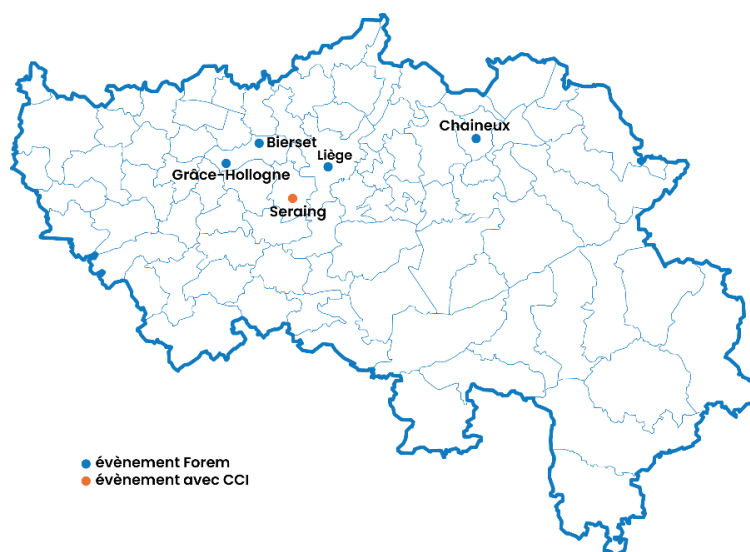 Chaineux
Bierset
Liège
Grâce-Hollogne
Seraing
évènement Forem
évènement avec CCI